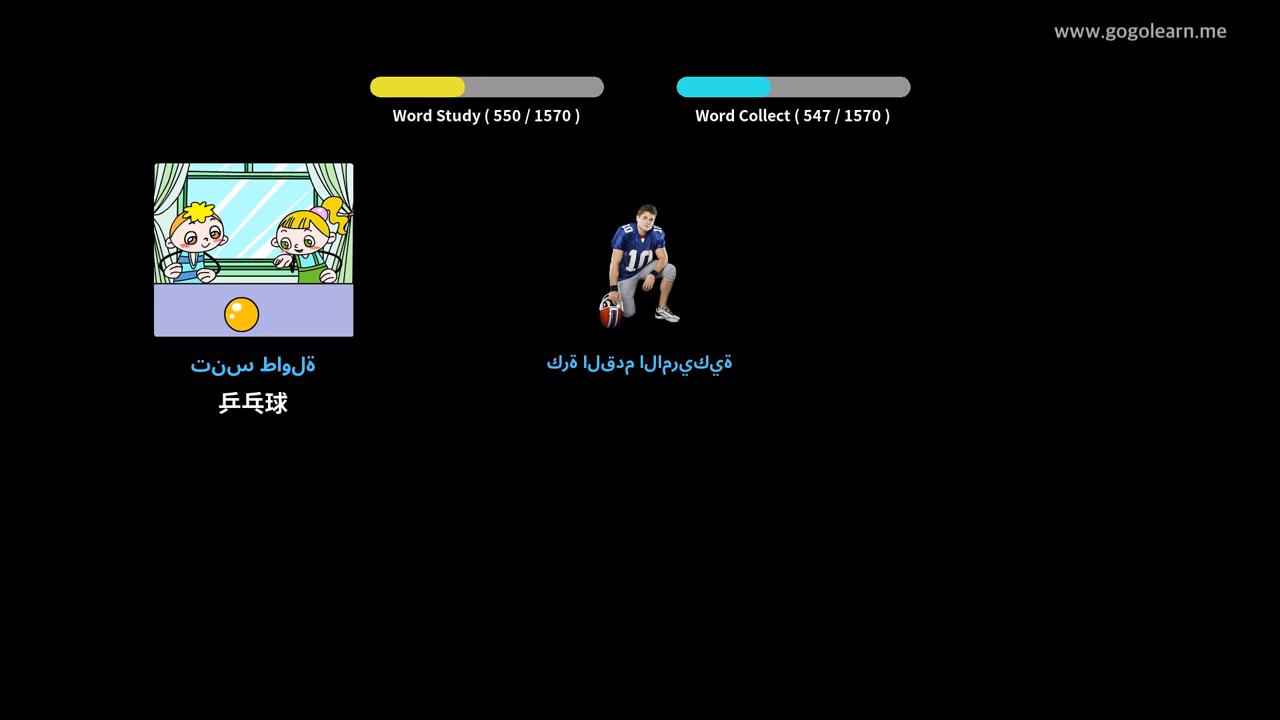 www.gogolearn.me
Word Study ( 550 / 1570 )
Word Collect ( 547 / 1570 )
تنس طاولة
乒乓球
كرة القدم الامريكية